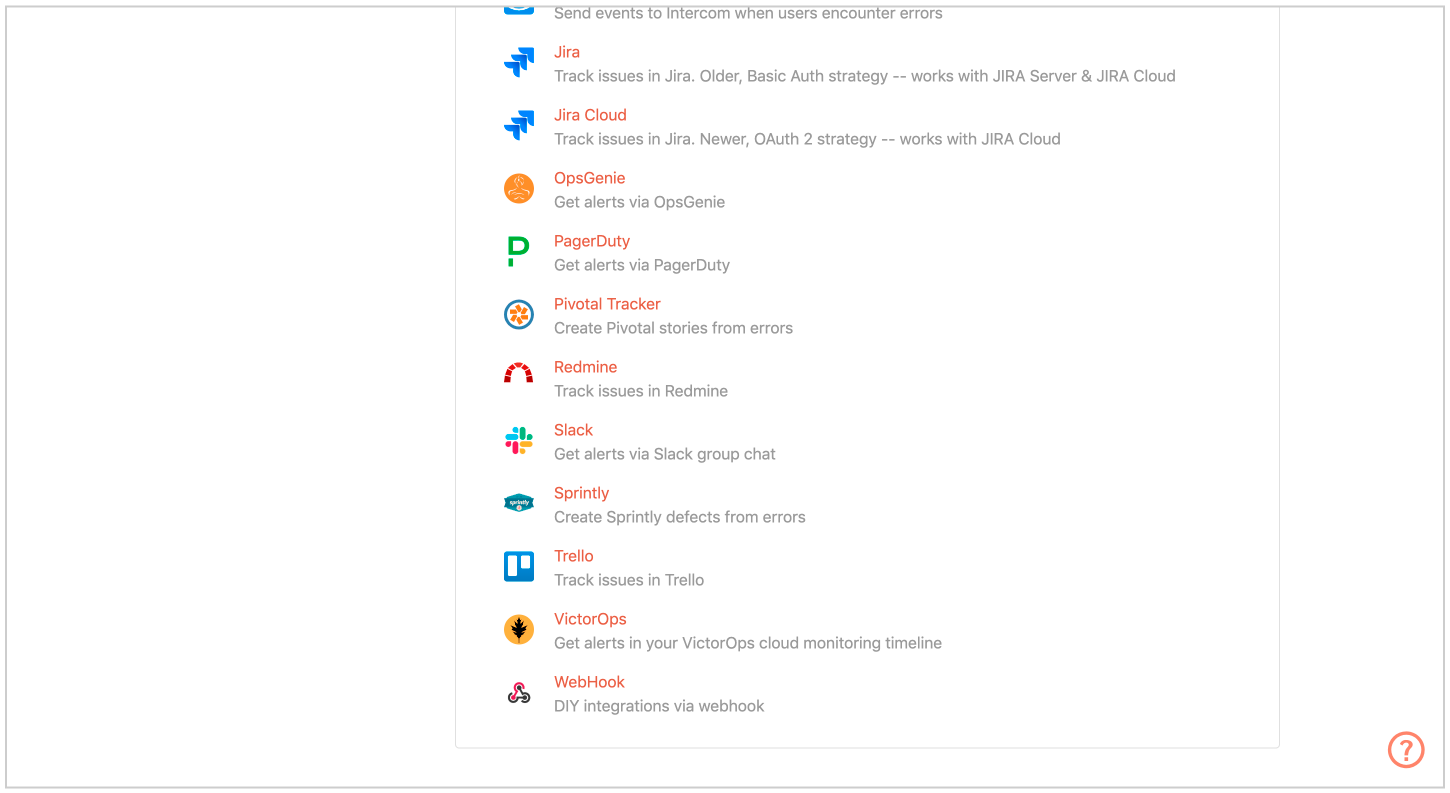 Send events to Intercom when users encounter errors
Jira
Track issues in Jira. Older, Basic Auth strategy -- works with JIRA Server & JIRA Cloud
Jira Cloud
Track issues in Jira. Newer, OAuth 2 strategy -- works with JIRA Cloud
OpsGenie
Get alerts via OpsGenie
PagerDuty
Get alerts via PagerDuty
Pivotal Tracker
Create Pivotal stories from errors
Redmine
Track issues in Redmine
Slack
Get alerts via Slack group chat
sprintly
Sprintly
Create Sprintly defects from errors
Trello
Track issues in Trello
VictorOps
Get alerts in your VictorOps cloud monitoring timeline
WebHook
DIY integrations via webhook
?